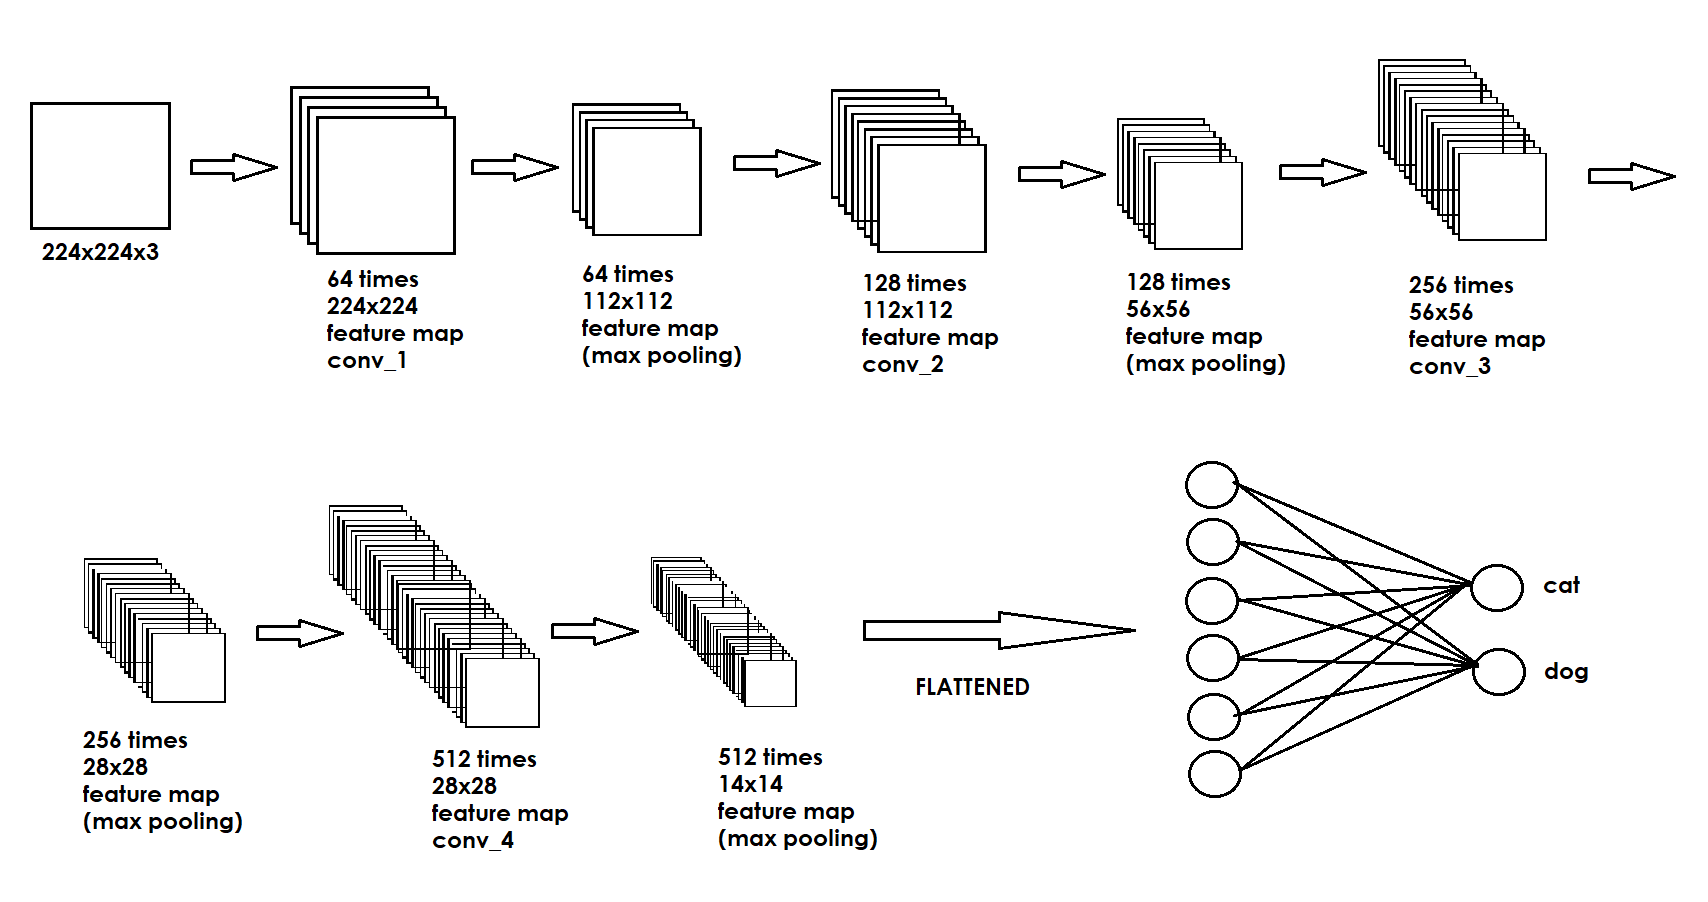 224x224x3
64 times
224x224
feature map
conv_1
64 times
112x112
feature map
(max pooling)
128 times
112x112
feature map
conv_2
128 times
56x56
feature map
(max pooling)
256 times
56x56
feature map
conv_3
256 times
28x28
feature map
(max pooling)
512 times
28x28
feature map
conv_4
512 times
14x14
feature map
(max pooling)
FLATTENED
cat
dog